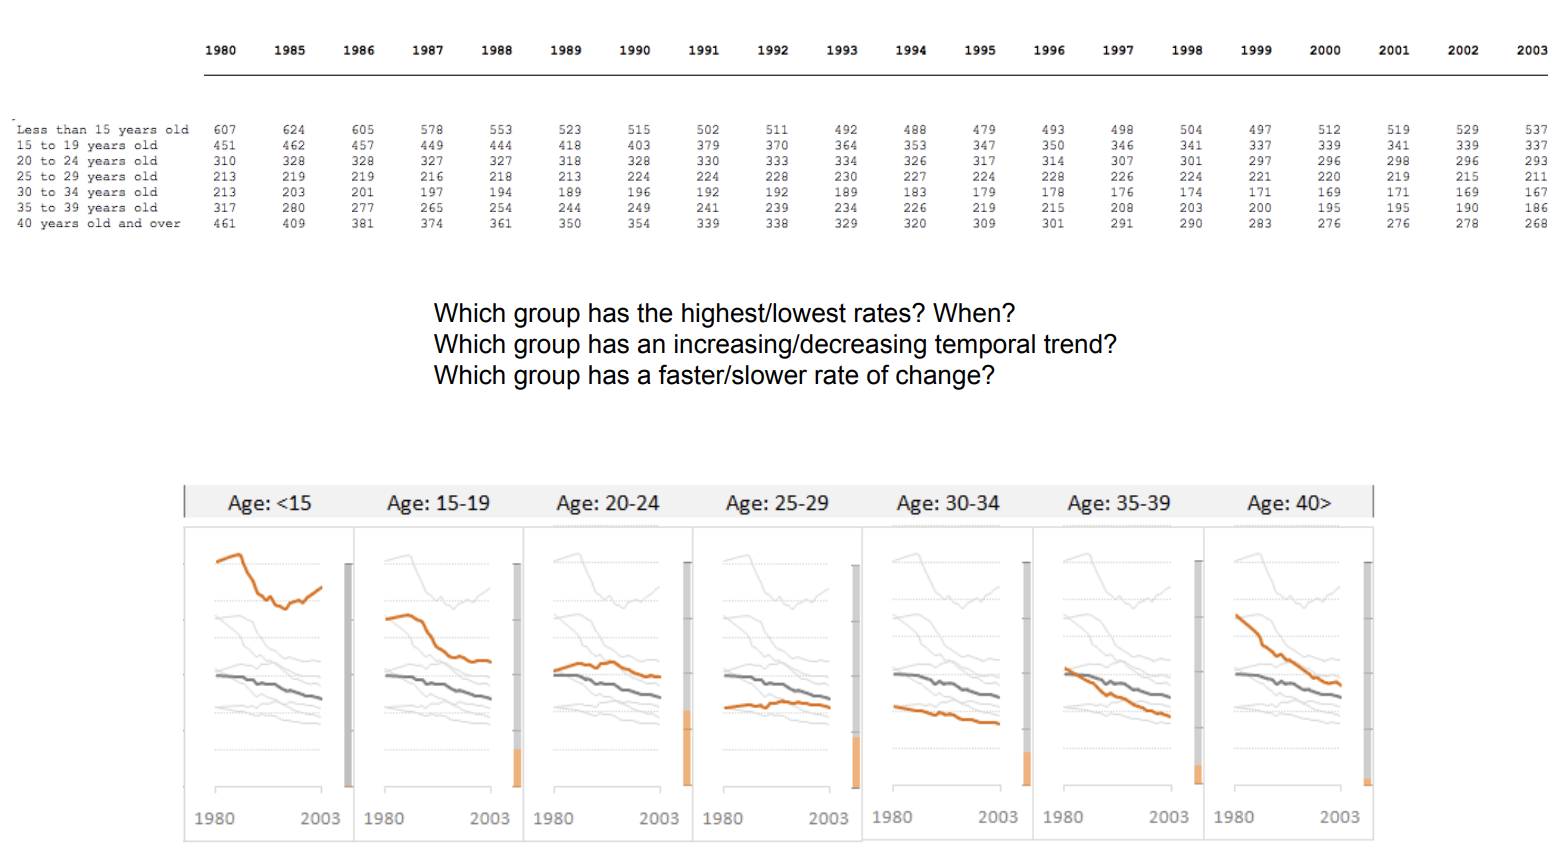 1980 1985 1986 1987 1988 1989 1990 1991 1992 1993 1994 1995 1996 1997 1998 1999 2000 2001 2002 2003
Less than 15 years old 607 624 605 578 553 523 515 502 511 492 488 479 493 498 504 497 512 519 529 537
15 to 19 years old 451 462 457 449 444 418 403 379 370 364 353 347 350 346 341 337 339 341 339 337
20 to 24 years old 310 328 328 327 327 318 328 330 333 334 326 317 314 307 301 297 296 298 296 293
25 to 29 years old 213 219 219 216 218 213 224 224 228 230 227 224 228 226 224 221 220 219 215 211
30 to 34 years old 213 203 201 197 194 189 196 192 192 189 183 179 178 176 174 171 169 171 169 167
35 to 39 years old 317 280 277 265 254 244 249 241 239 234 226 219 215 208 203 200 195 195 190 186
40 years old and over 461 409 381 374 361 350 354 339 338 329 320 309 301 291 290 283 276 276 278 268
Which group has the highest/lowest rates? When?
Which group has an increasing/decreasing temporal trend?
Which group has a faster/slower rate of change?
Age: <15 Age: 15-19 Age: 20-24 Age: 25-29 Age: 30-34 Age: 35-39 Age: 40>
1980 2003 1980 2003 1980 2003 1980 2003 1980 2003 1980 2003 1980 2003